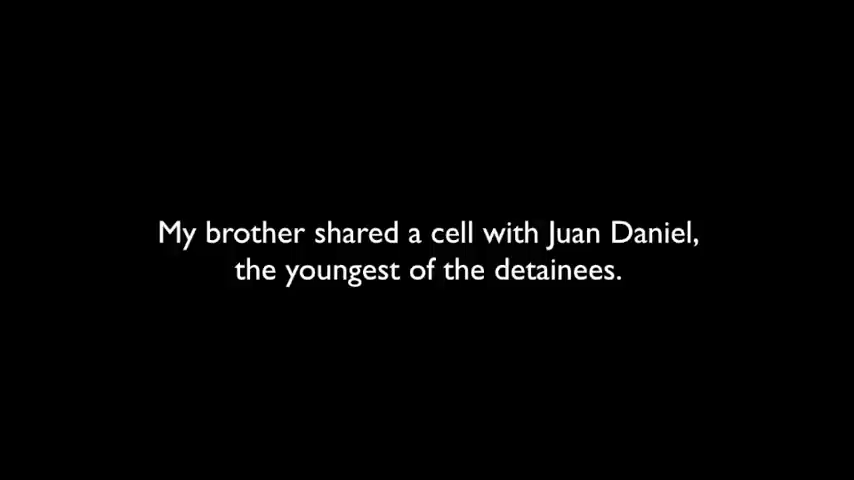 My brother shared a cell with Juan Daniel,
the youngest of the detainees.